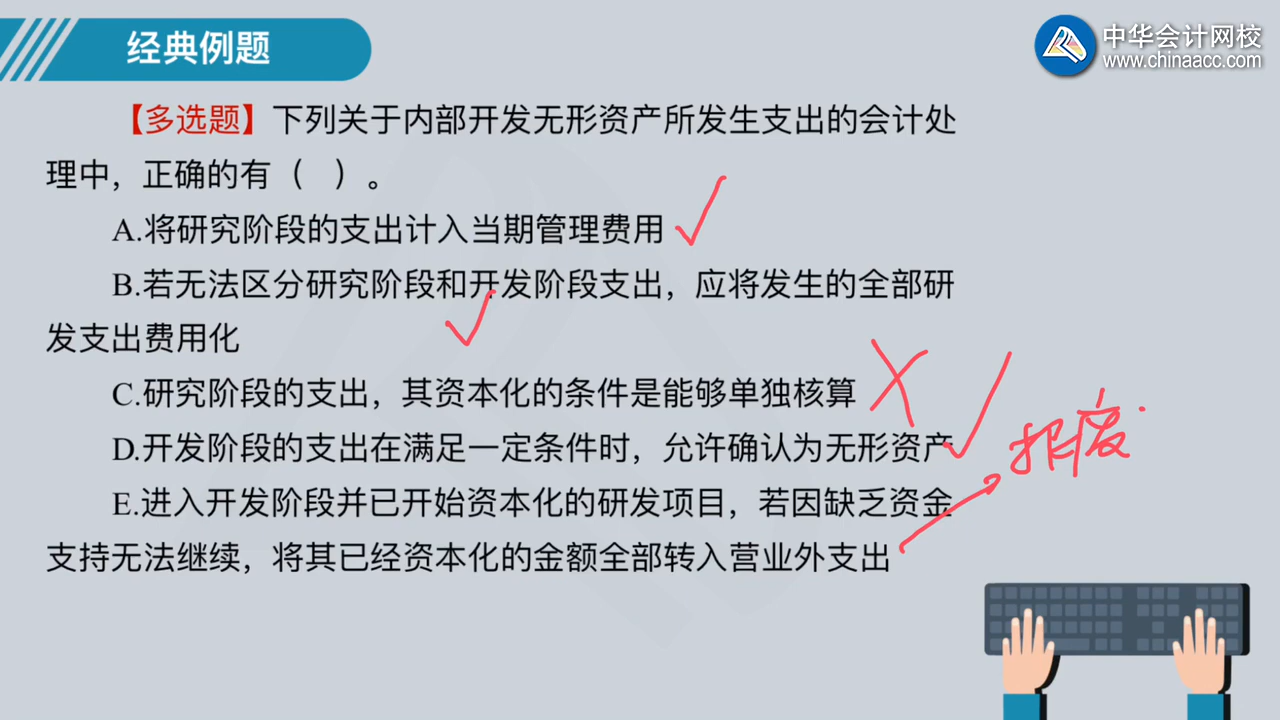 经典例题
中华会计网校
www.chinaacc.com
【多选题】下列关于内部开发无形资产所发生支出的会计处
理中，正确的有（ ）。
A.将研究阶段的支出计入当期管理费用
B.若无法区分研究阶段和开发阶段支出，应将发生的全部研
发支出费用化
C.研究阶段的支出，其资本化的条件是能够单独核算
D.开发阶段的支出在满足一定条件时，允许确认为无形资产
报废
E.进入开发阶段并已开始资本化的研发项目，若因缺乏资金
支持无法继续，将其已经资本化的金额全部转入营业外支出